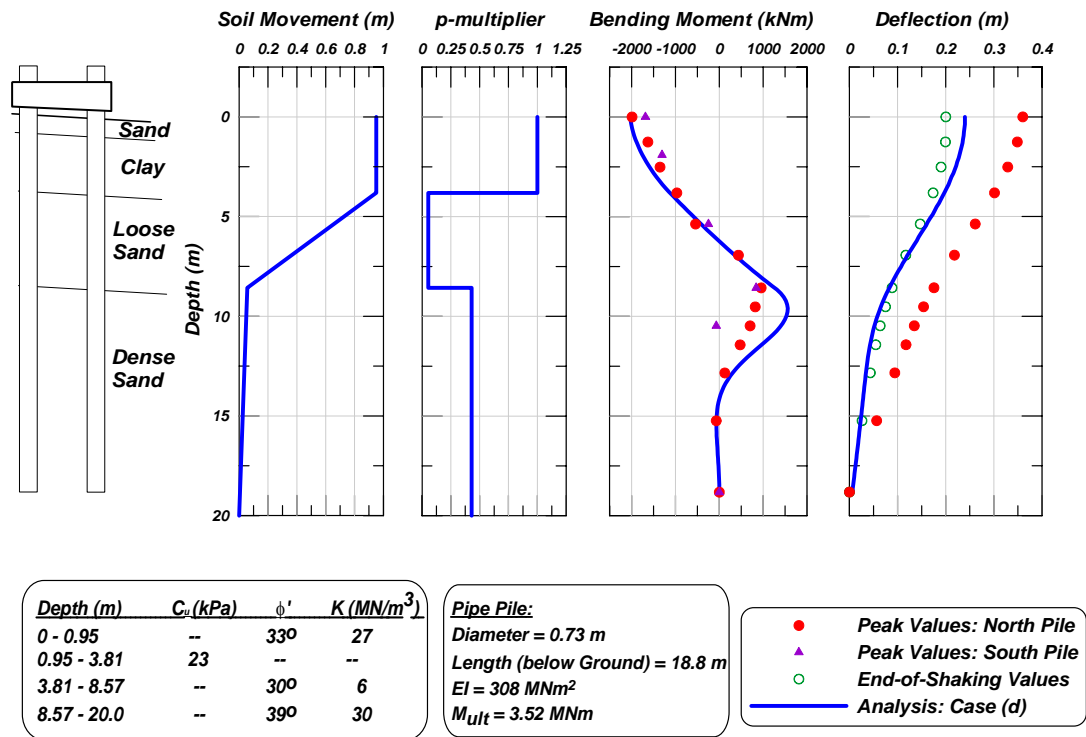 Soil Movement (m) p-multiplier Bending Moment (kNm) Deflection (m)
0 0.2 0.4 0.6 0.8 1
0 0.25 0.5 0.75 1 1.25
-2000 -1000 0 1000 2000
0 0.1 0.2 0.3 0.4
Depth (m)
0
5
10
15
20
Sand
Clay
Loose
Sand
Dense
Sand
Depth (m) Cu (kPa) ϕ' K (MN/m³)
0 - 0.95 -- 33º 27
0.95 - 3.81 23 -- --
3.81 - 8.57 -- 30º 6
8.57 - 20.0 -- 39º 30
Pipe Pile:
Diameter = 0.73 m
Length (below Ground) = 18.8 m
EI = 308 MNm²
Mult = 3.52 MNm
Peak Values: North Pile
Peak Values: South Pile
End-of-Shaking Values
Analysis: Case (d)